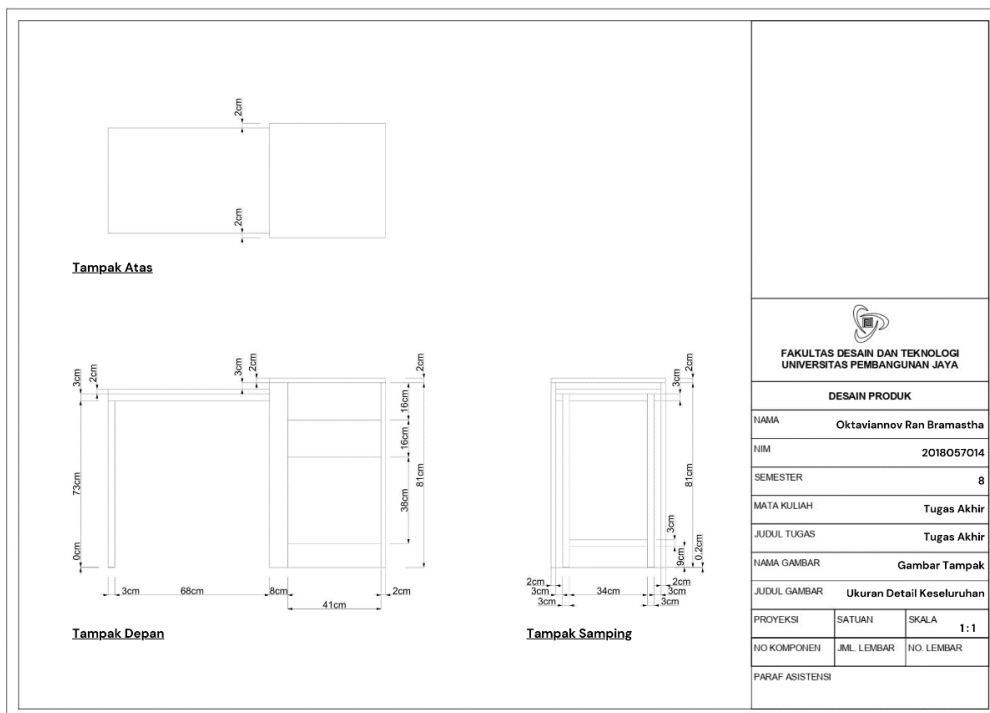 2cm
2cm
Tampak Atas
3cm
2cm
3cm
2cm
2cm
16cm
16cm
38cm
81cm
73cm
0cm
3cm
68cm
8cm
41cm
2cm
Tampak Depan
3cm
2cm
81cm
3cm
9cm
0,2cm
2cm
3cm
3cm
34cm
2cm
3cm
3cm
Tampak Samping
FAKULTAS DESAIN DAN TEKNOLOGI
UNIVERSITAS PEMBANGUNAN JAYA
DESAIN PRODUK
NAMA Oktaviannov Ran Bramastha
NIM 2018057014
SEMESTER 8
MATA KULIAH Tugas Akhir
JUDUL TUGAS Tugas Akhir
NAMA GAMBAR Gambar Tampak
JUDUL GAMBAR Ukuran Detail Keseluruhan
PROYEKSI SATUAN SKALA 1:1
NO KOMPONEN JML. LEMBAR NO. LEMBAR
PARAF ASISTENSI